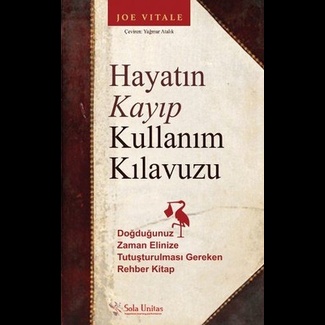 JOE VITALE
Çeviren: Yağmur Atalık
Hayatın
Kayıp
Kullanım
Kılavuzu
Doğduğunuz
Zaman Elinize
Tutuşturulması Gereken
Rehber Kitap
Sola Unitas